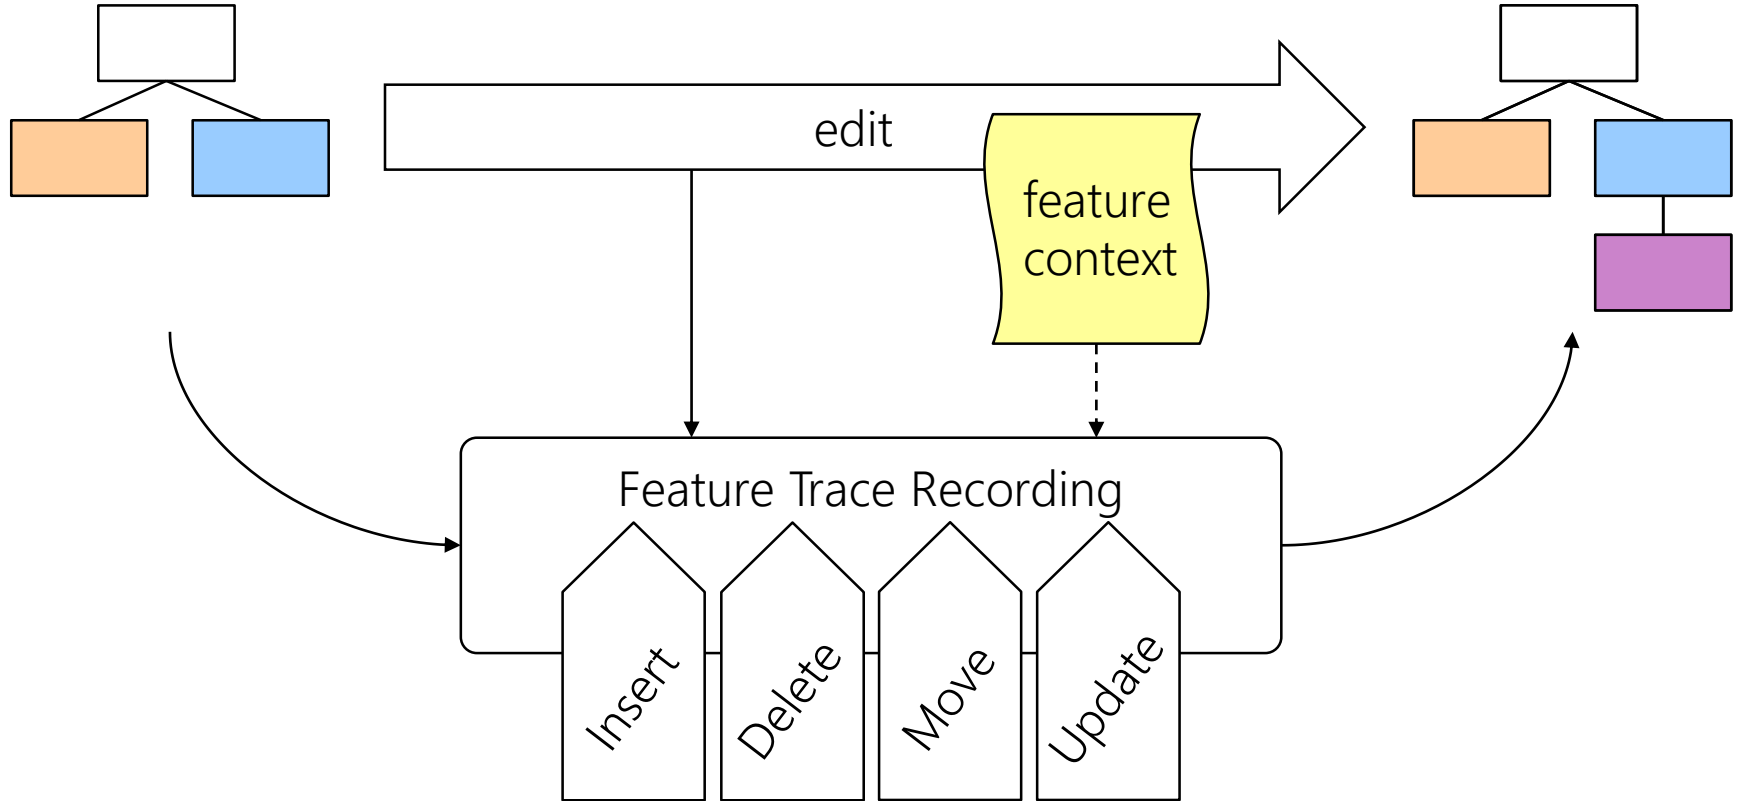 edit
feature
context
Feature Trace Recording
Insert
Delete
Move
Update